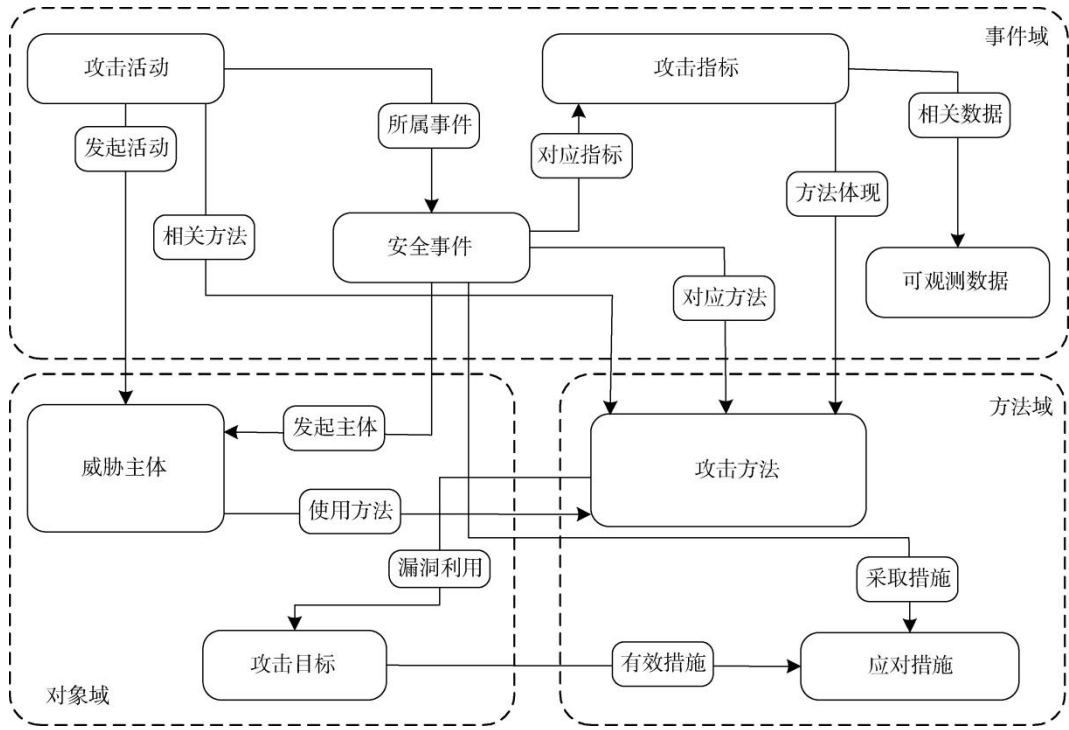 事件域
攻击活动
攻击指标
所属事件
相关数据
发起活动
对应指标
方法体现
相关方法
安全事件
可观测数据
对应方法
方法域
发起主体
威胁主体
攻击方法
使用方法
漏洞利用
采取措施
攻击目标
有效措施
应对措施
对象域